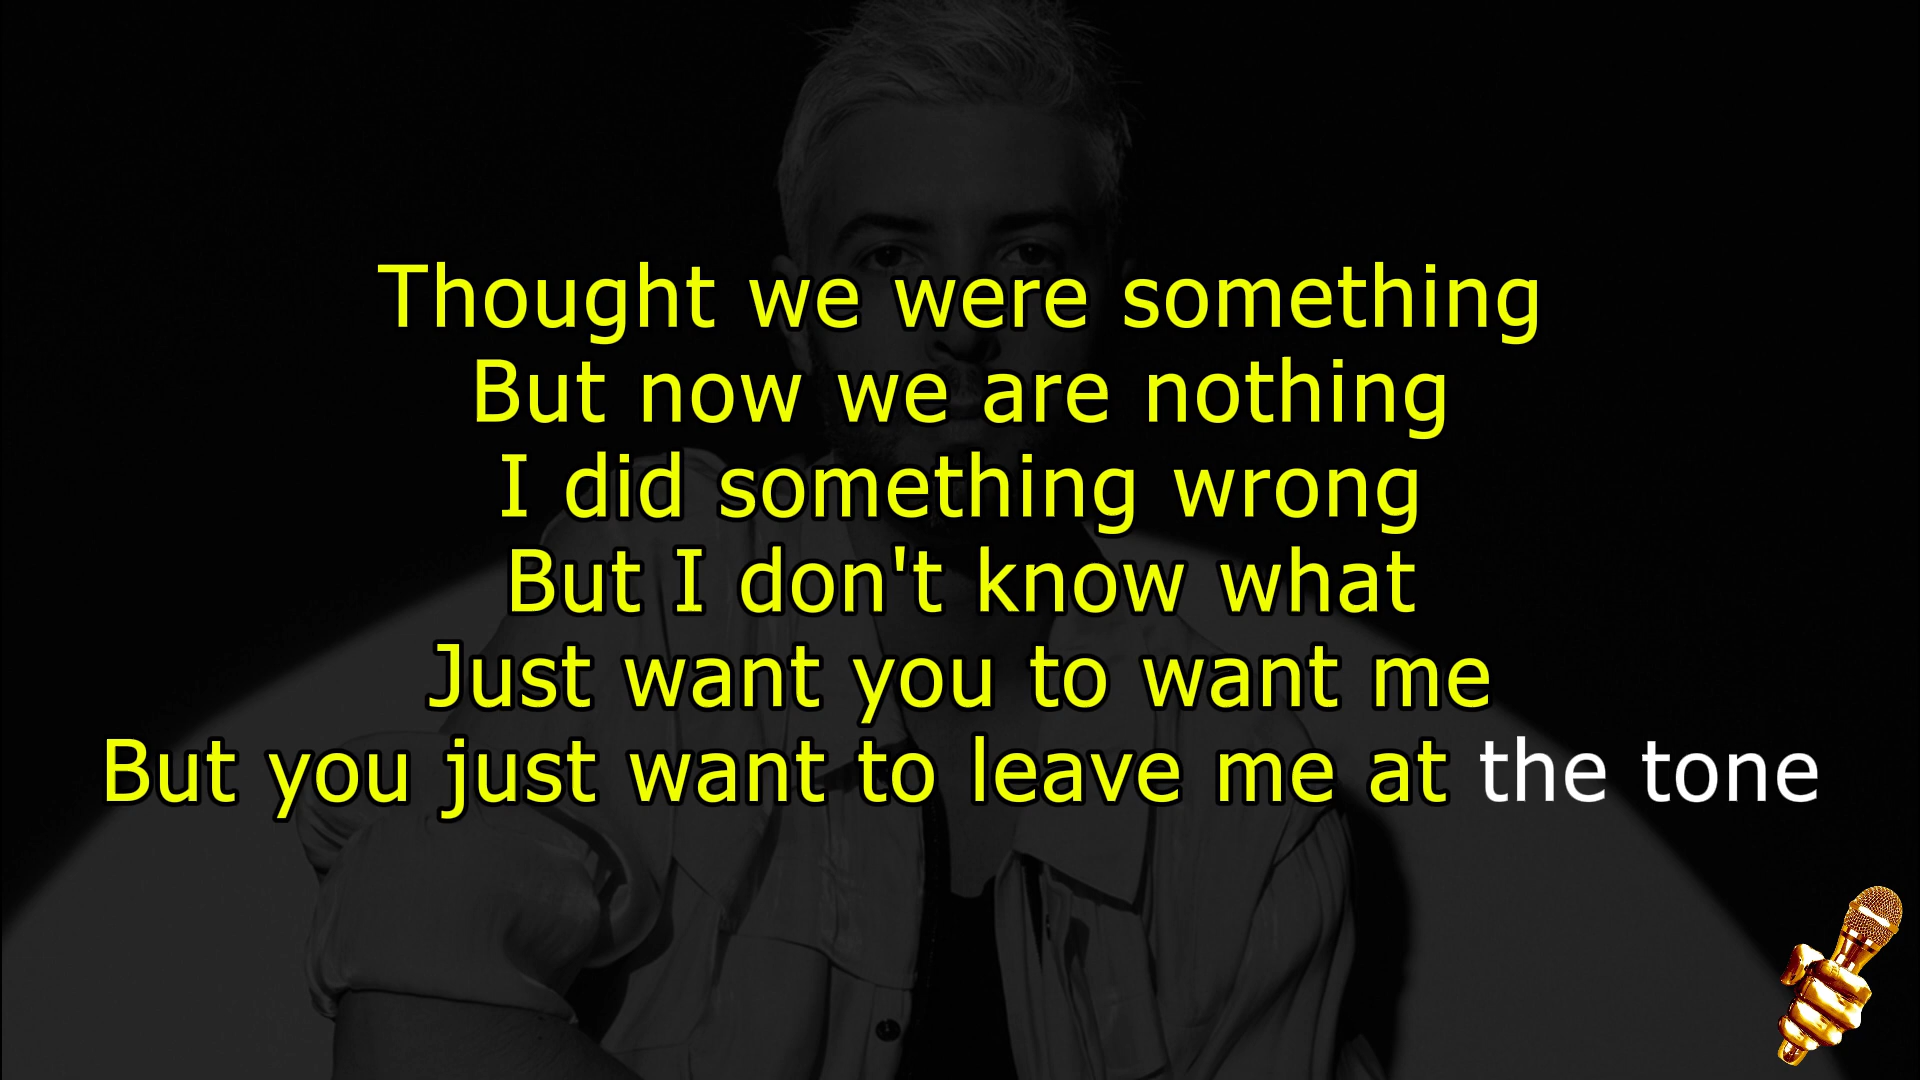 Thought we were something
But now we are nothing
I did something wrong
But I don't know what
Just want you to want me
But you just want to leave me at the tone